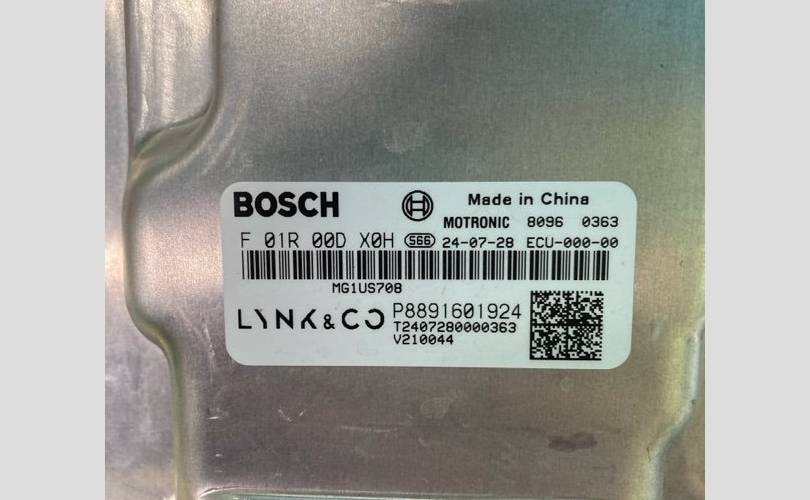 BOSCH Made in China
MOTRONIC 8096 0363
F 01R 00D X0H S66 24-07-28 ECU-000-00
MG1US708
LYNK&CO P8891601924
T2407280000363
V210044